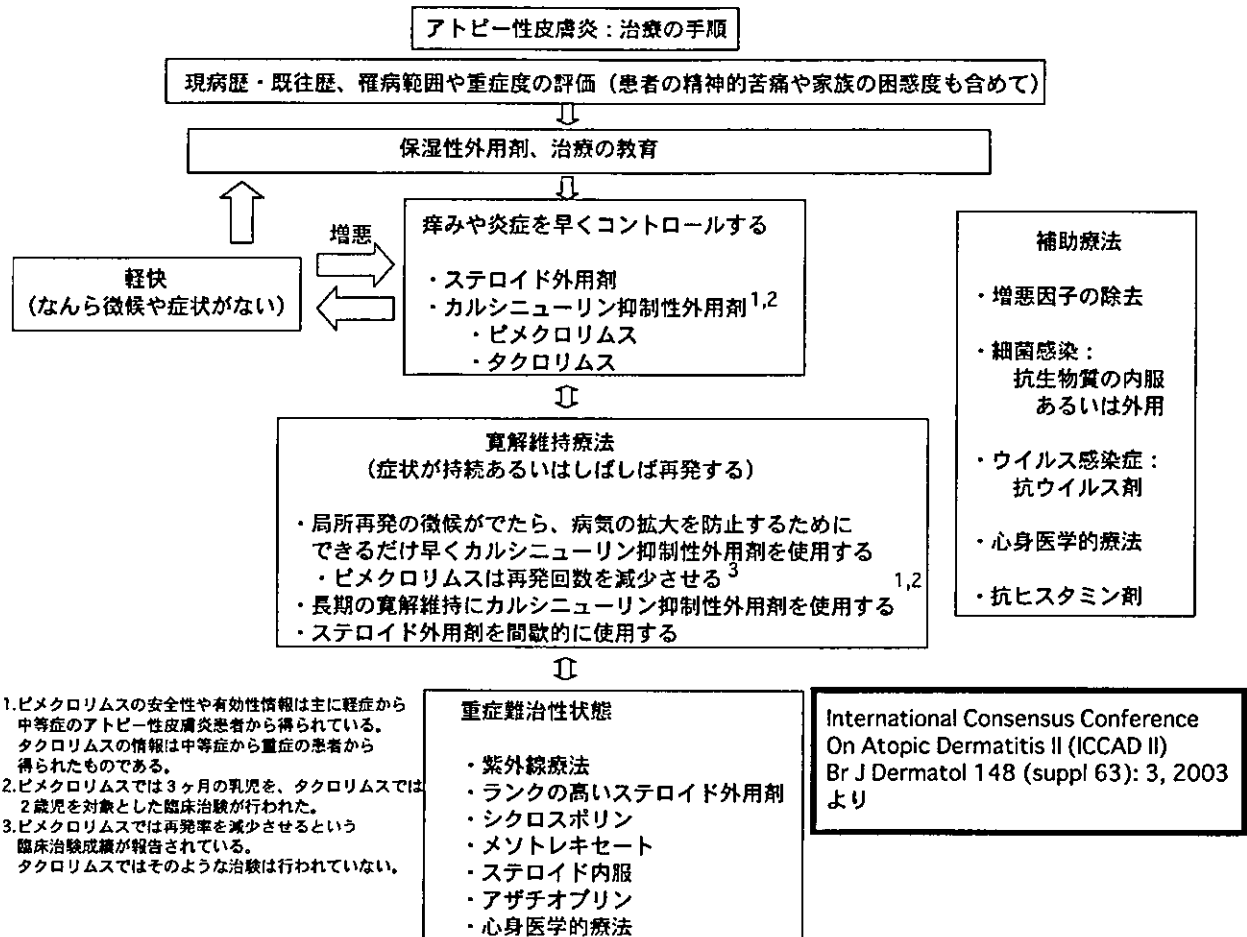 アトピー性皮膚炎：治療の手順
現病歴・既往歴、罹病範囲や重症度の評価（患者の精神的苦痛や家族の困惑度も含めて）
保湿性外用剤、治療の教育
増悪
軽快
（なんら徴候や症状がない）
痒みや炎症を早くコントロールする
・ステロイド外用剤
・カルシニューリン抑制性外用剤1,2
・ピメクロリムス
・タクロリムス
補助療法
・増悪因子の除去
・細菌感染：
抗生物質の内服
あるいは外用
・ウイルス感染症：
抗ウイルス剤
・心身医学的療法
・抗ヒスタミン剤
寛解維持療法
（症状が持続あるいはしばしば再発する）
・局所再発の徴候がでたら、病気の拡大を防止するために
できるだけ早くカルシニューリン抑制性外用剤を使用する
・ピメクロリムスは再発回数を減少させる3
・長期の寛解維持にカルシニューリン抑制性外用剤を使用する1,2
・ステロイド外用剤を間歇的に使用する
1.ピメクロリムスの安全性や有効性情報は主に軽症から
中等症のアトピー性皮膚炎患者から得られている。
タクロリムスの情報は中等症から重症の患者から
得られたものである。
2.ピメクロリムスでは3ヶ月の乳児を、タクロリムスでは
2歳児を対象とした臨床治験が行われた。
3.ピメクロリムスでは再発率を減少させるという
臨床治験成績が報告されている。
タクロリムスではそのような治験は行われていない。
重症難治性状態
・紫外線療法
・ランクの高いステロイド外用剤
・シクロスポリン
・メソトレキセート
・ステロイド内服
・アザチオプリン
・心身医学的療法
International Consensus Conference
On Atopic Dermatitis II (ICCAD II)
Br J Dermatol 148 (suppl 63): 3, 2003
より